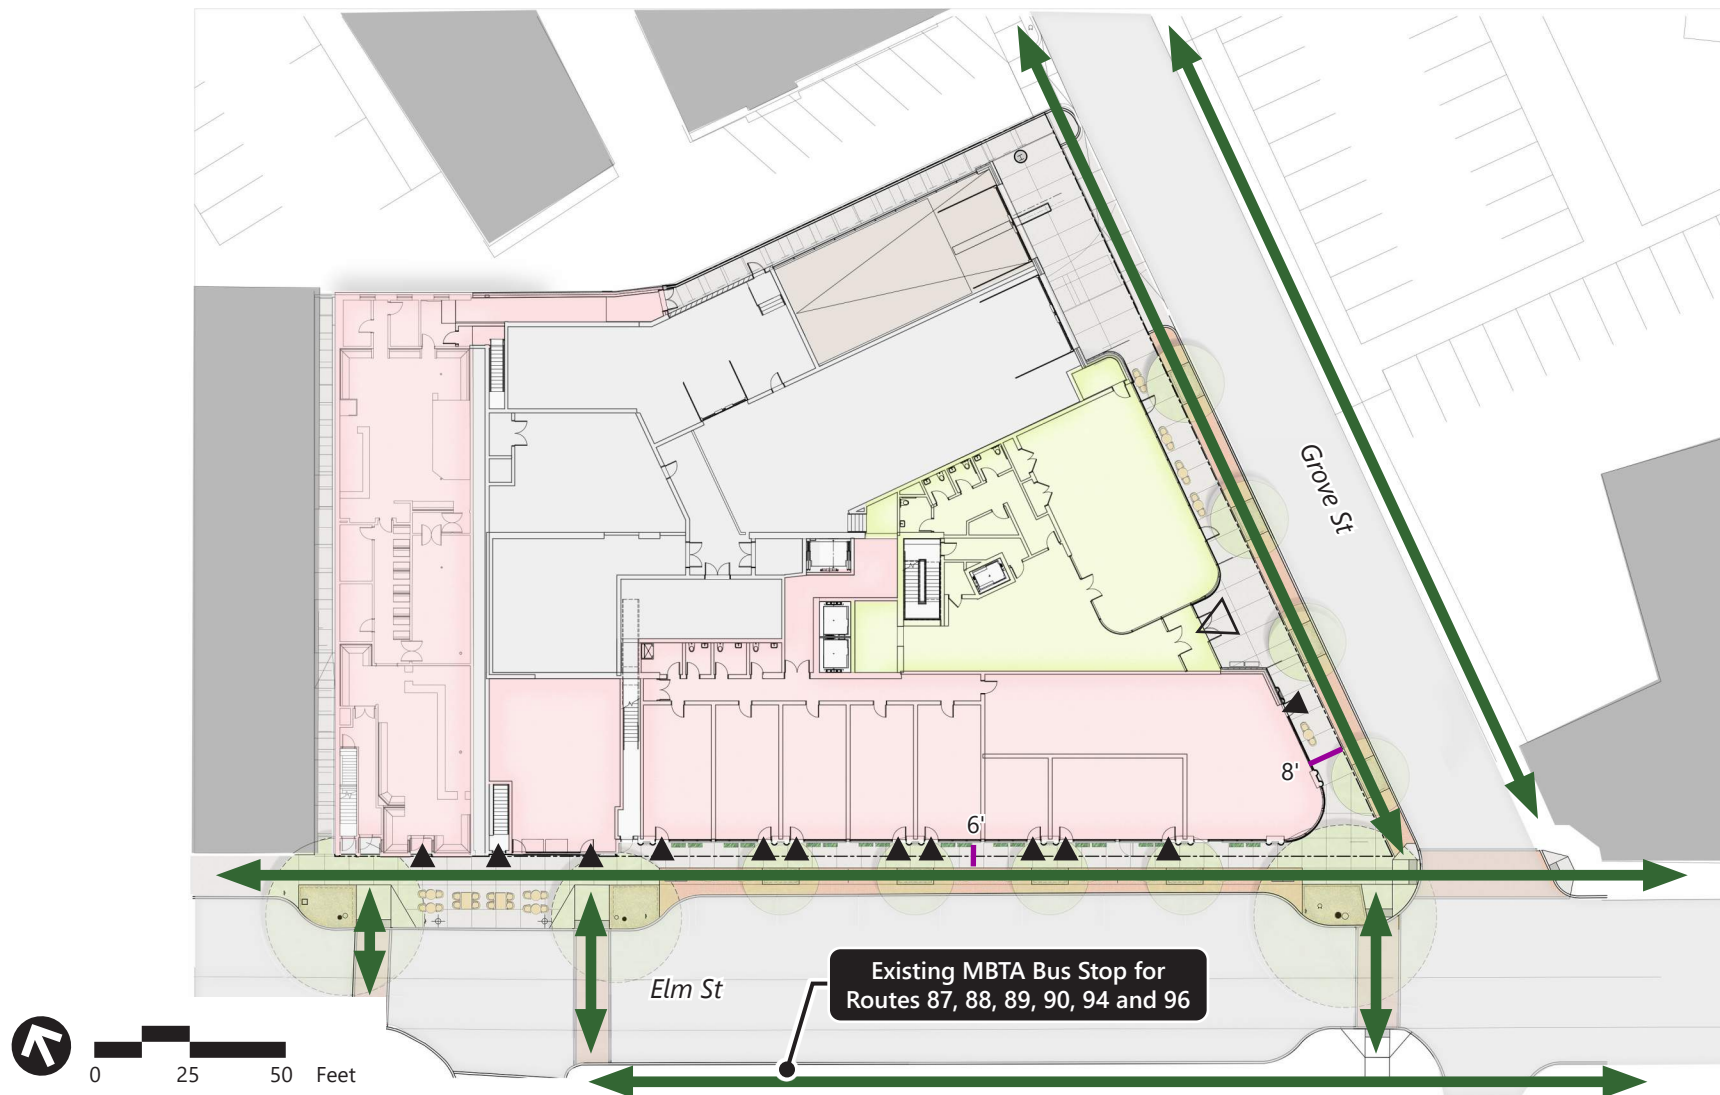 Grove St
8'
6'
Elm St
Existing MBTA Bus Stop for
Routes 87, 88, 89, 90, 94 and 96
0 25 50 Feet